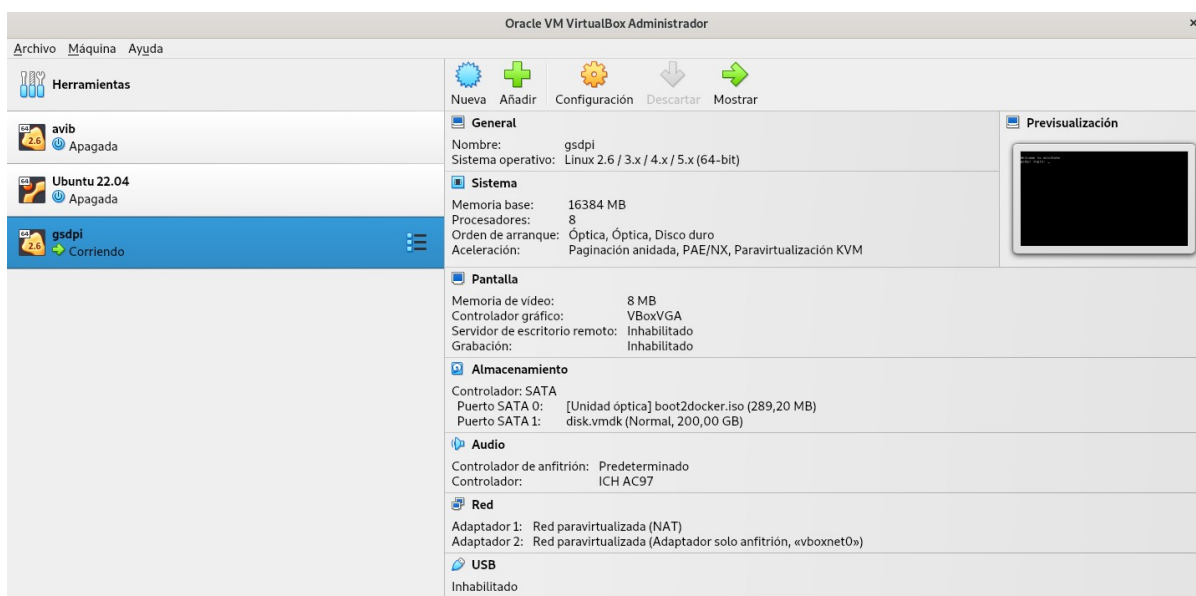 Oracle VM VirtualBox Administrador
Archivo Máquina Ayuda
Herramientas
avib
Apagada
Ubuntu 22.04
Apagada
gsdpi
Corriendo
Nueva Añadir Configuración Descartar Mostrar
General
Nombre: gsdpi
Sistema operativo: Linux 2.6 / 3.x / 4.x / 5.x (64-bit)
Sistema
Memoria base: 16384 MB
Procesadores: 8
Orden de arranque: Óptica, Óptica, Disco duro
Aceleración: Paginación anidada, PAE/NX, Paravirtualización KVM
Previsualización
Pantalla
Memoria de vídeo: 8 MB
Controlador gráfico: VBoxVGA
Servidor de escritorio remoto: Inhabilitado
Grabación: Inhabilitado
Almacenamiento
Controlador: SATA
Puerto SATA 0: [Unidad óptica] boot2docker.iso (289,20 MB)
Puerto SATA 1: disk.vmdk (Normal, 200,00 GB)
Audio
Controlador de anfitrión: Predeterminado
Controlador: ICH AC97
Red
Adaptador 1: Red paravirtualizada (NAT)
Adaptador 2: Red paravirtualizada (Adaptador solo anfitrión, «vboxnet0»)
USB
Inhabilitado